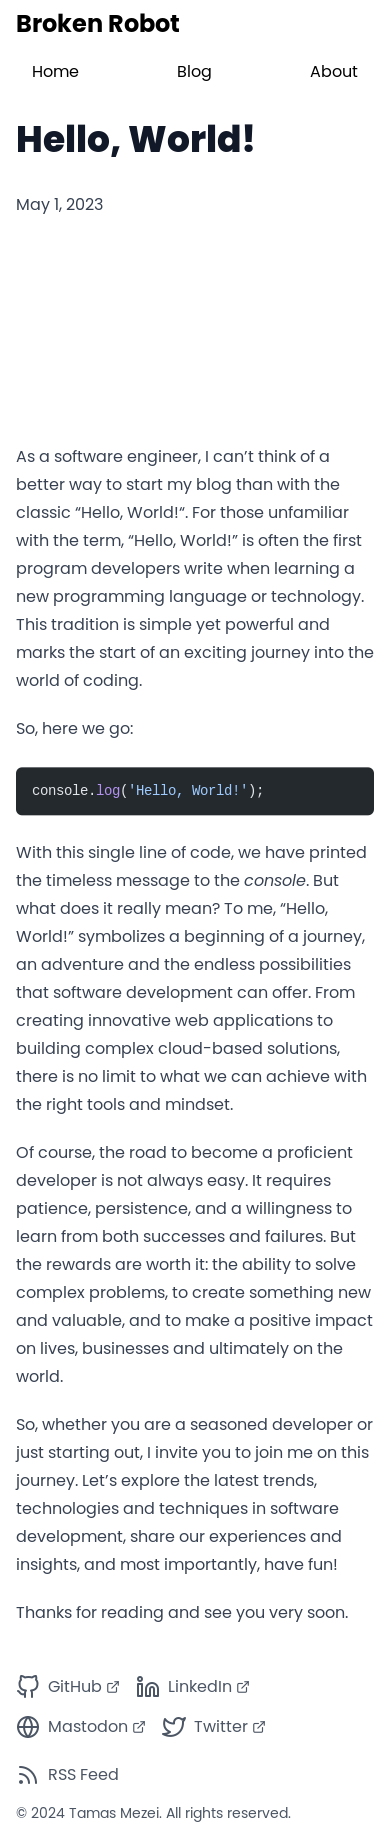 Broken Robot
Home Blog About
Hello, World!
May 1, 2023
As a software engineer, I can’t think of a
better way to start my blog than with the
classic “Hello, World!“. For those unfamiliar
with the term, “Hello, World!” is often the first
program developers write when learning a
new programming language or technology.
This tradition is simple yet powerful and
marks the start of an exciting journey into the
world of coding.
So, here we go:
console.log('Hello, World!');
With this single line of code, we have printed
the timeless message to the console. But
what does it really mean? To me, “Hello,
World!” symbolizes a beginning of a journey,
an adventure and the endless possibilities
that software development can offer. From
creating innovative web applications to
building complex cloud-based solutions,
there is no limit to what we can achieve with
the right tools and mindset.
Of course, the road to become a proficient
developer is not always easy. It requires
patience, persistence, and a willingness to
learn from both successes and failures. But
the rewards are worth it: the ability to solve
complex problems, to create something new
and valuable, and to make a positive impact
on lives, businesses and ultimately on the
world.
So, whether you are a seasoned developer or
just starting out, I invite you to join me on this
journey. Let’s explore the latest trends,
technologies and techniques in software
development, share our experiences and
insights, and most importantly, have fun!
Thanks for reading and see you very soon.
GitHub LinkedIn
Mastodon Twitter
RSS Feed
© 2024 Tamas Mezei. All rights reserved.